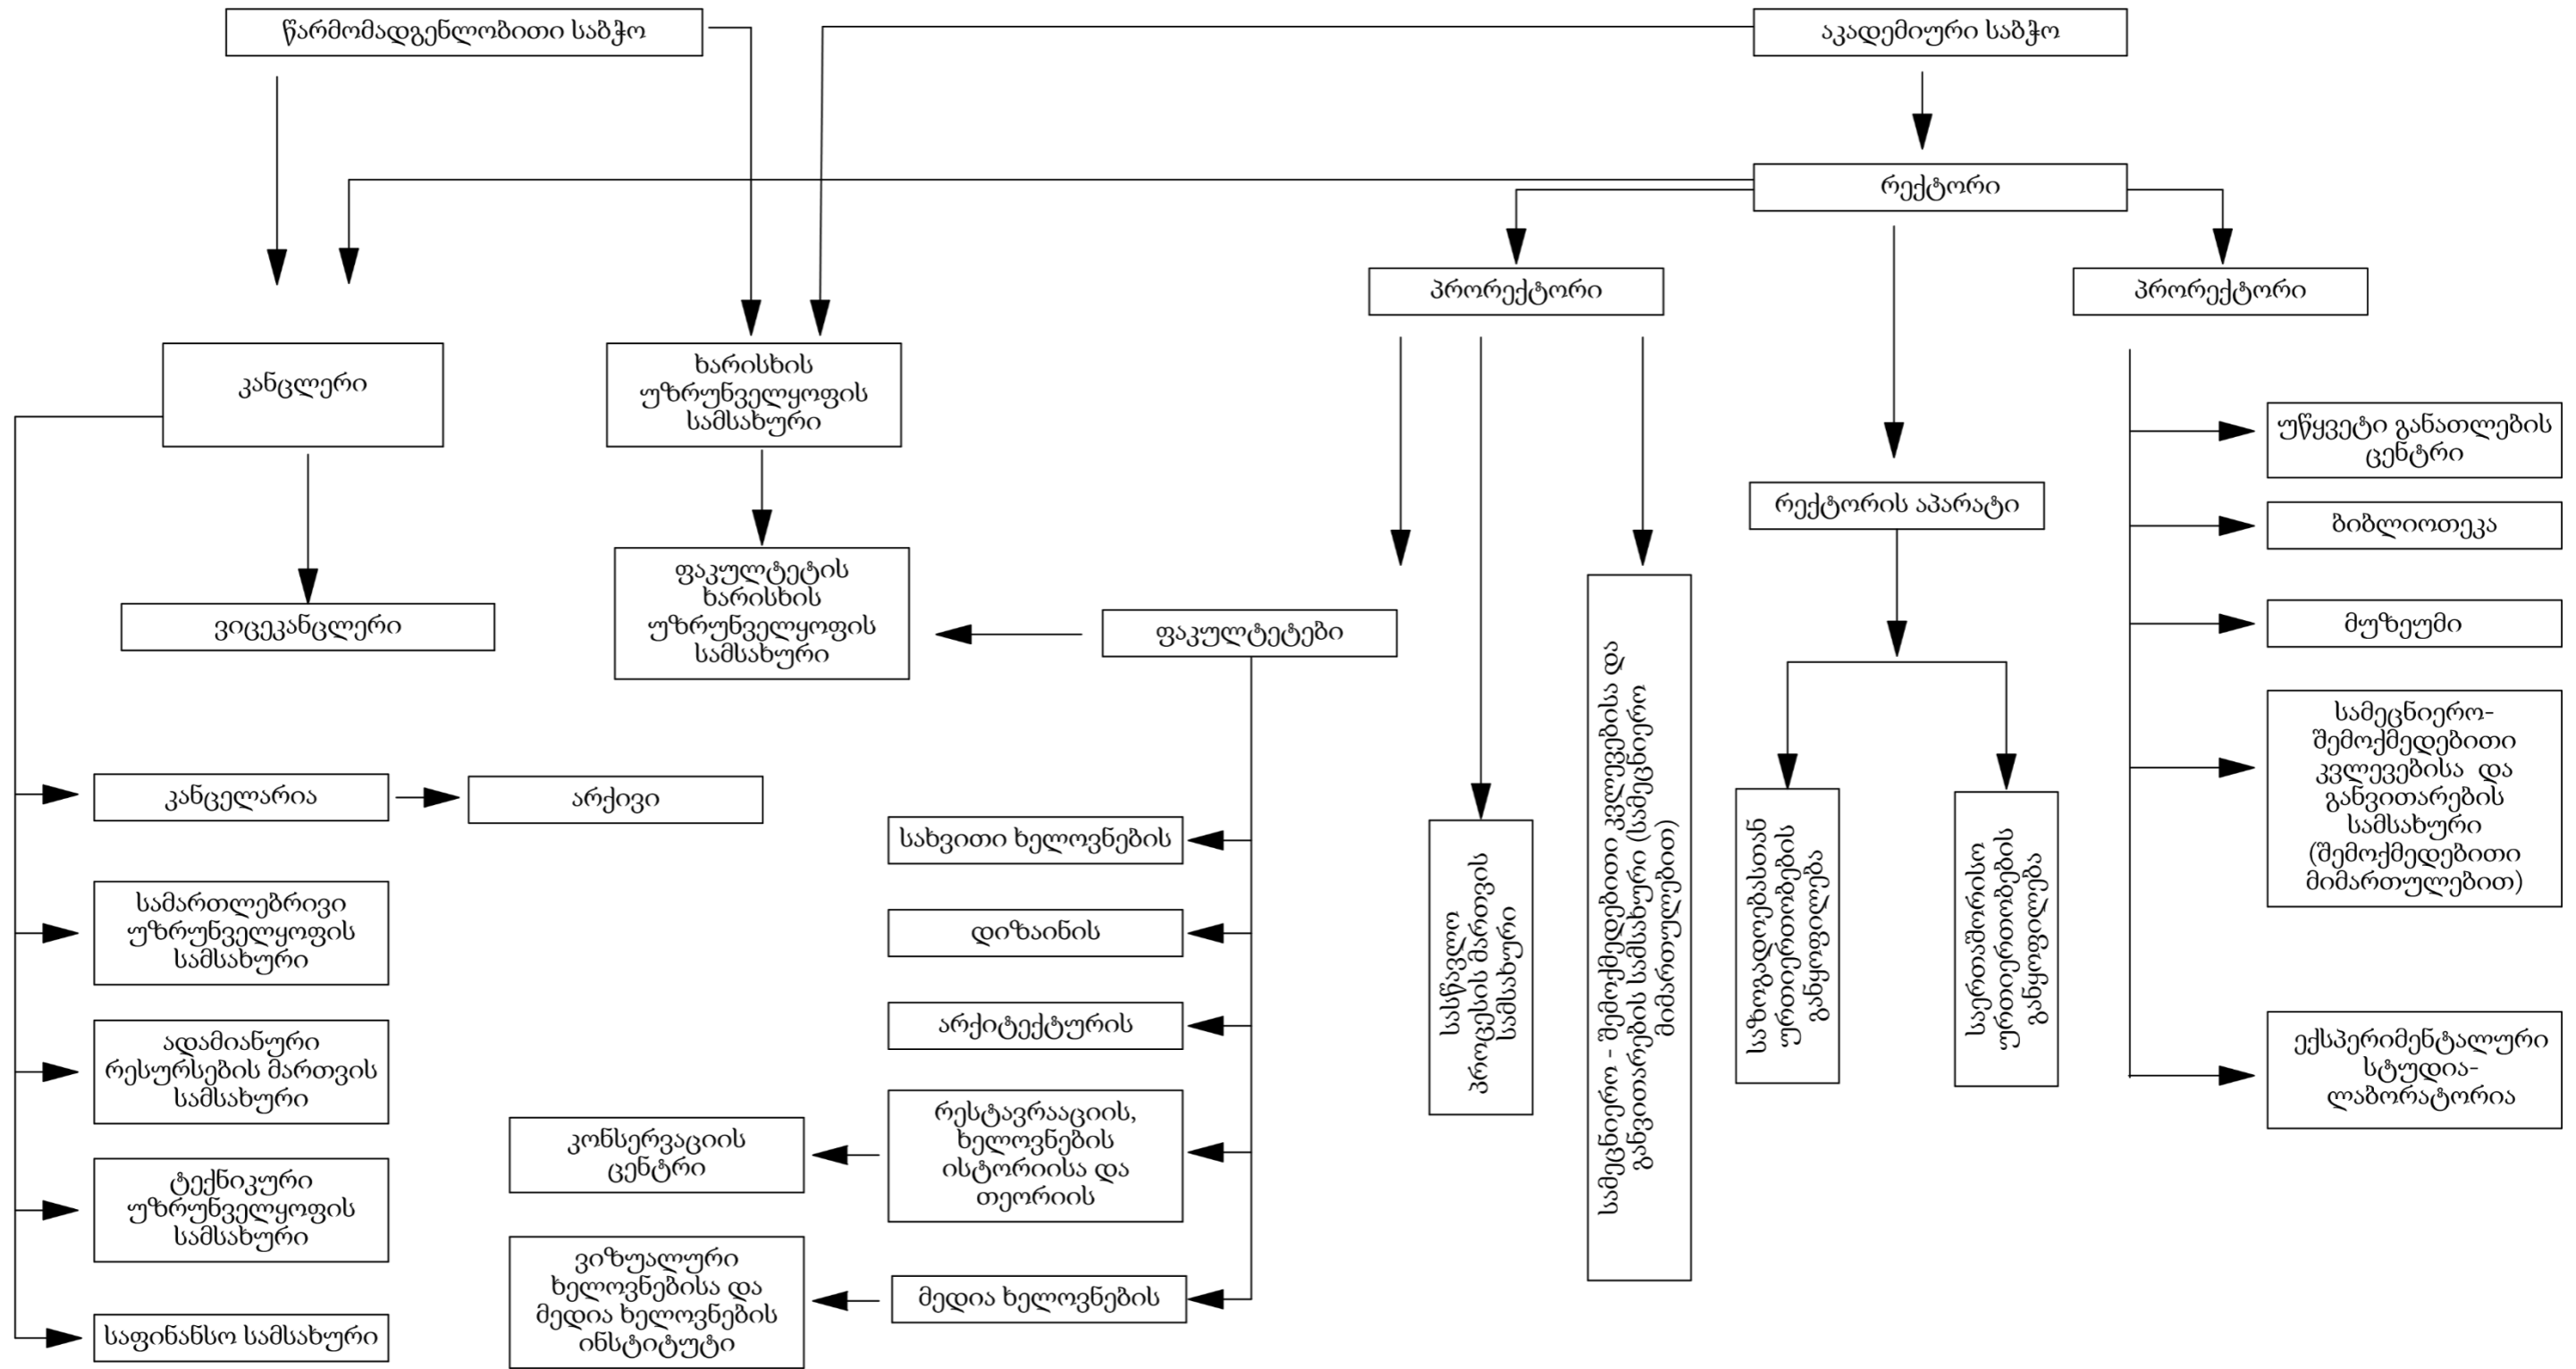 წარმომადგენლობითი საბჭო
აკადემიური საბჭო
რექტორი
პრორექტორი
პრორექტორი
კანცლერი
ხარისხის
უზრუნველყოფის
სამსახური
უწყვეტი განათლების
ცენტრი
რექტორის აპარატი
ბიბლიოთეკა
ფაკულტეტის
ხარისხის
უზრუნველყოფის
სამსახური
ვიცეკანცლერი
ფაკულტეტები
მუზეუმი
სამეცნიერო-
შემოქმედებითი
კვლევებისა და
განვითარების
სამსახური
(შემოქმედებითი
მიმართულებით)
კანცელარია
არქივი
სახვითი ხელოვნების
სასწავლო
პროცესის მართვის
სამსახური
სამეცნიერო - შემოქმედებითი კვლევებისა და
განვითარების სამსახური (სამეცნიერო
მიმართულებით)
საზოგადოებასთან
ურთიერთობების
განყოფილება
საერთაშორისო
ურთიერთობების
განყოფილება
სამართლებრივი
უზრუნველყოფის
სამსახური
დიზაინის
ადამიანური
რესურსების მართვის
სამსახური
არქიტექტურის
ექსპერიმენტალური
სტუდია-
ლაბორატორია
რესტავრააციის,
ხელოვნების
ისტორიისა და
თეორიის
კონსერვაციის
ცენტრი
ტექნიკური
უზრუნველყოფის
სამსახური
ვიზუალური
ხელოვნებისა და
მედია ხელოვნების
ინსტიტუტი
მედია ხელოვნების
საფინანსო სამსახური